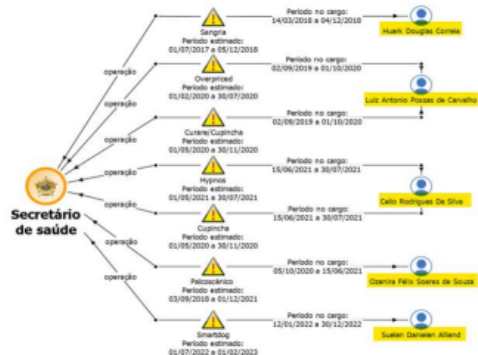 Período no cargo:
14/03/2018 a 04/12/2018
Sangria
Período estimado:
01/07/2017 a 05/12/2018
Huark Douglas Correia
operação
Período no cargo:
02/09/2019 a 01/10/2020
Overpriced
Período estimado:
01/02/2020 a 30/07/2020
operação
Luiz Antonio Possas de Carvalho
Período no cargo:
02/09/2019 a 01/10/2020
Curare/Cupincha
Período estimado:
01/05/2020 a 30/11/2020
operação
Período no cargo:
15/06/2021 a 30/07/2021
Hypnos
Período estimado:
01/05/2021 a 30/07/2021
operação
Celio Rodrigues Da Silva
Secretário
de saúde
Período no cargo:
15/06/2021 a 30/07/2021
Cupincha
Período estimado:
01/05/2020 a 30/11/2020
operação
Período no cargo:
05/10/2020 a 15/06/2021
Palcoscênico
Período estimado:
03/09/2018 a 01/12/2021
operação
Ozenira Félix Soares de Souza
Período no cargo:
12/01/2022 a 30/12/2022
Smartdog
Período estimado:
01/07/2022 a 01/02/2023
operação
Suelen Danielen Alliend